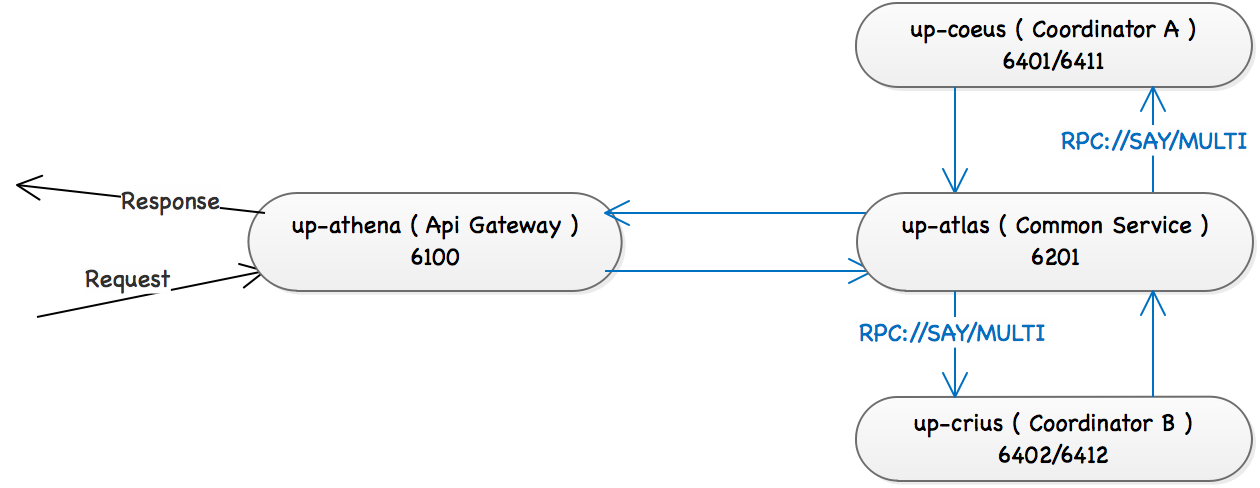 up-coeus ( Coordinator A )
6401/6411
RPC://SAY/MULTI
Response
up-athena ( Api Gateway )
6100
up-atlas ( Common Service )
6201
Request
RPC://SAY/MULTI
up-crius ( Coordinator B )
6402/6412